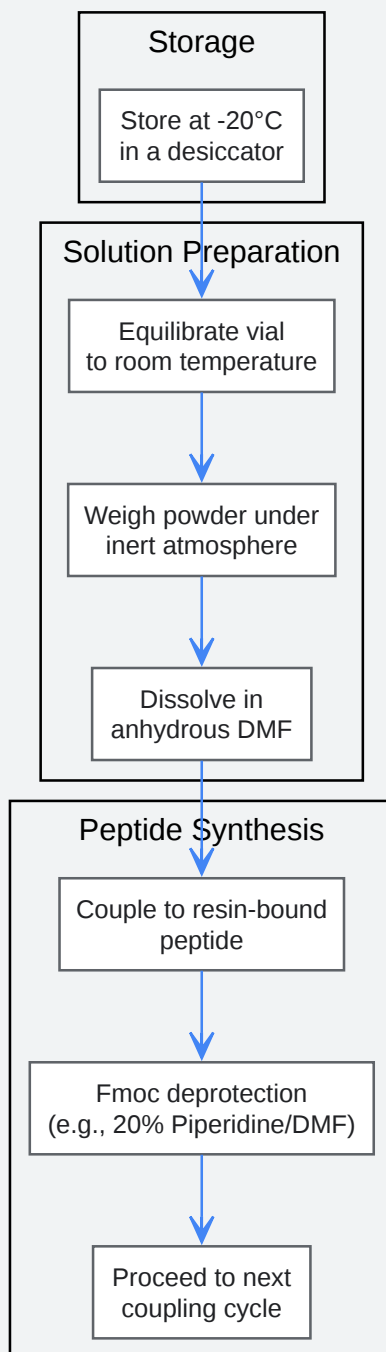 Storage
Store at -20°C
in a desiccator
Solution Preparation
Equilibrate vial
to room temperature
Weigh powder under
inert atmosphere
Dissolve in
anhydrous DMF
Peptide Synthesis
Couple to resin-bound
peptide
Fmoc deprotection
(e.g., 20% Piperidine/DMF)
Proceed to next
coupling cycle